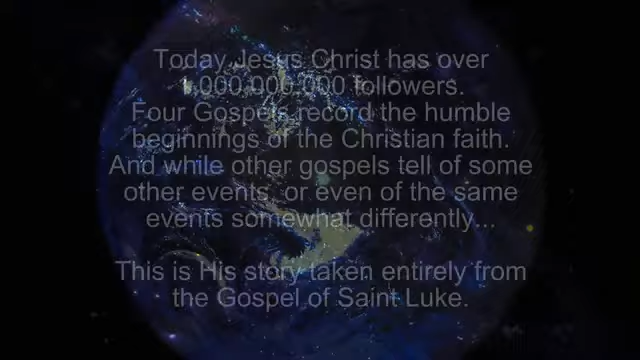 Today Jesus Christ has over
1,000,000,000 followers.
Four Gospels record the humble
beginnings of the Christian faith.
And while other gospels tell of some
other events, or even of the same
events somewhat differently...
This is His story taken entirely from
the Gospel of Saint Luke.